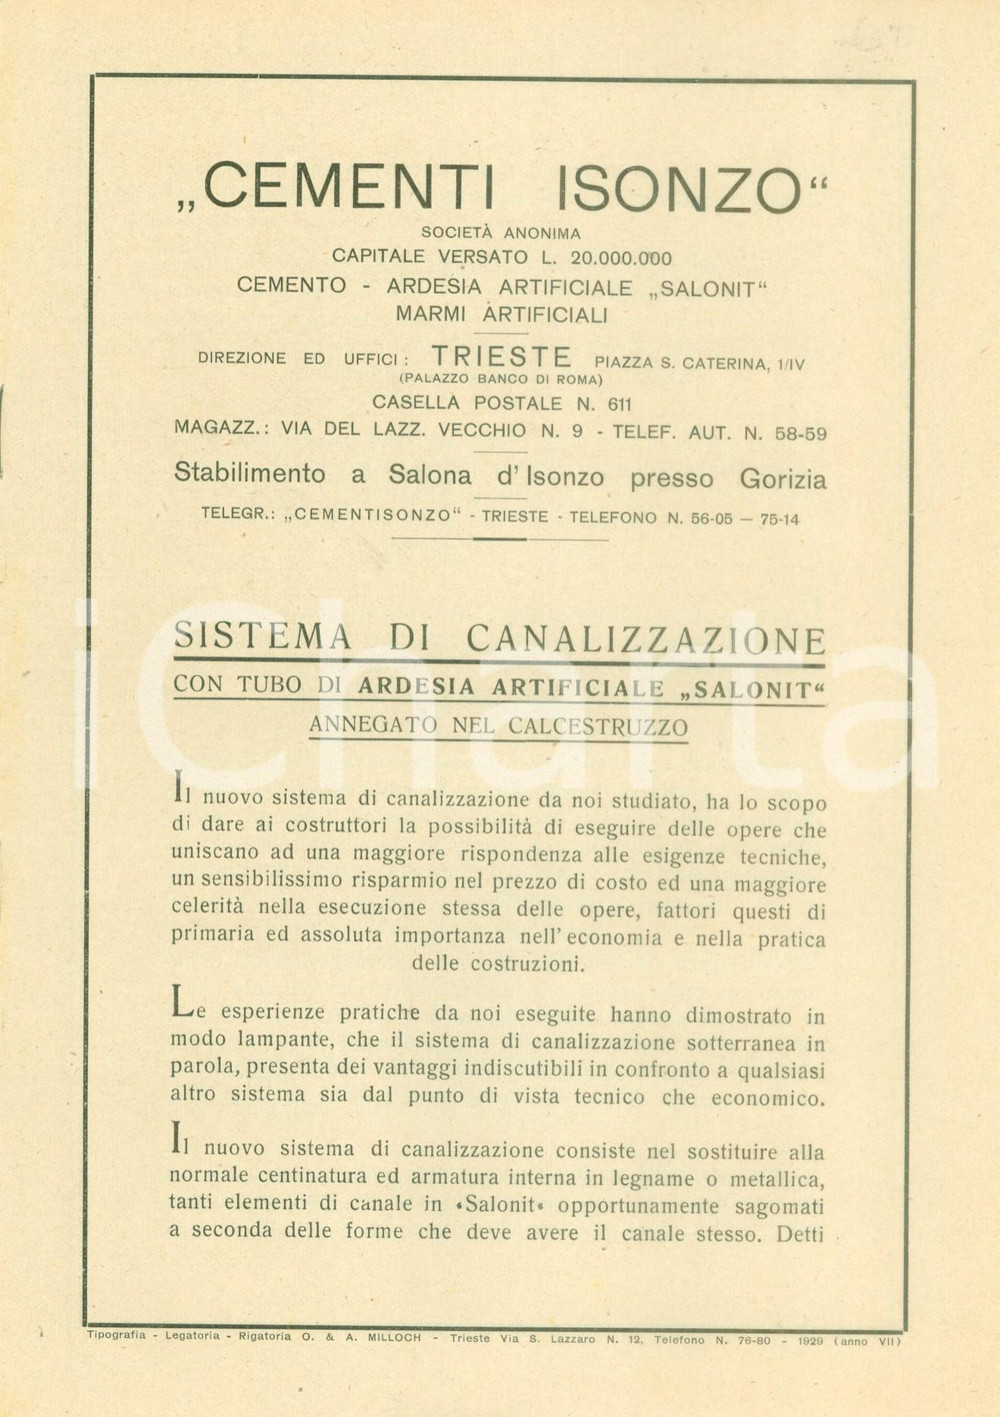 „CEMENTI ISONZO“
SOCIETÀ ANONIMA
CAPITALE VERSATO L. 20.000.000
CEMENTO - ARDESIA ARTIFICIALE „SALONIT“
MARMI ARTIFICIALI
DIREZIONE ED UFFICI: TRIESTE PIAZZA S. CATERINA, 1/IV
(PALAZZO BANCO DI ROMA)
CASELLA POSTALE N. 611
MAGAZZ.: VIA DEL LAZZ. VECCHIO N. 9 - TELEF. AUT. N. 58-59
Stabilimento a Salona d'Isonzo presso Gorizia
TELEGR.: „CEMENTISONZO“ - TRIESTE - TELEFONO N. 56-05 — 75-14
SISTEMA DI CANALIZZAZIONE
CON TUBO DI ARDESIA ARTIFICIALE „SALONIT“
ANNEGATO NEL CALCESTRUZZO
iCharta
Il nuovo sistema di canalizzazione da noi studiato, ha lo scopo
di dare ai costruttori la possibilità di eseguire delle opere che
uniscano ad una maggiore rispondenza alle esigenze tecniche,
un sensibilissimo risparmio nel prezzo di costo ed una maggiore
celerità nella esecuzione stessa delle opere, fattori questi di
primaria ed assoluta importanza nell'economia e nella pratica
delle costruzioni.
Le esperienze pratiche da noi eseguite hanno dimostrato in
modo lampante, che il sistema di canalizzazione sotterranea in
parola, presenta dei vantaggi indiscutibili in confronto a qualsiasi
altro sistema sia dal punto di vista tecnico che economico.
Il nuovo sistema di canalizzazione consiste nel sostituire alla
normale centinatura ed armatura interna in legname o metallica,
tanti elementi di canale in «Salonit« opportunamente sagomati
a seconda delle forme che deve avere il canale stesso. Detti
Tipografia - Legatoria - Rigatoria O. & A. MILLOCH - Trieste Via S. Lazzaro N. 12, Telefono N. 76-80 - 1929 (anno VII)